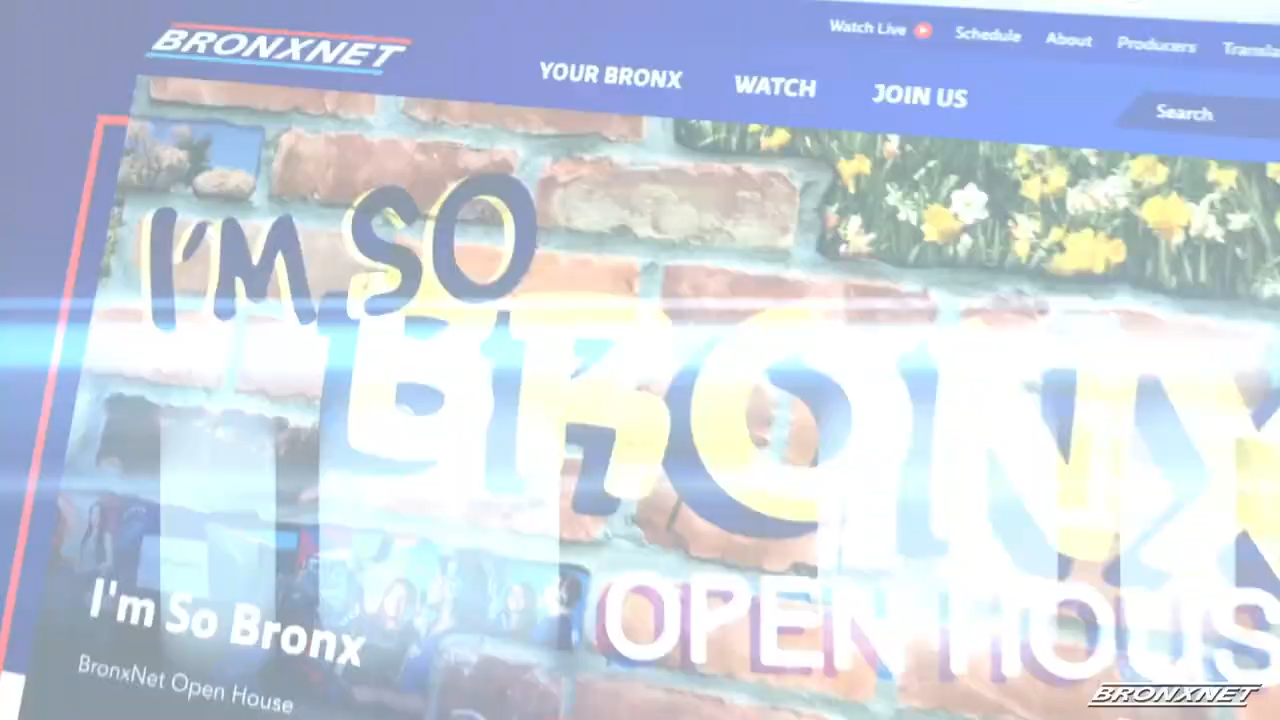 BRONXNET
Watch Live Schedule About Producers
YOUR BRONX WATCH JOIN US
Search
I'M SO
BRONX
OPEN HOUS
I'm So Bronx
BronxNet Open House
BRONXNET